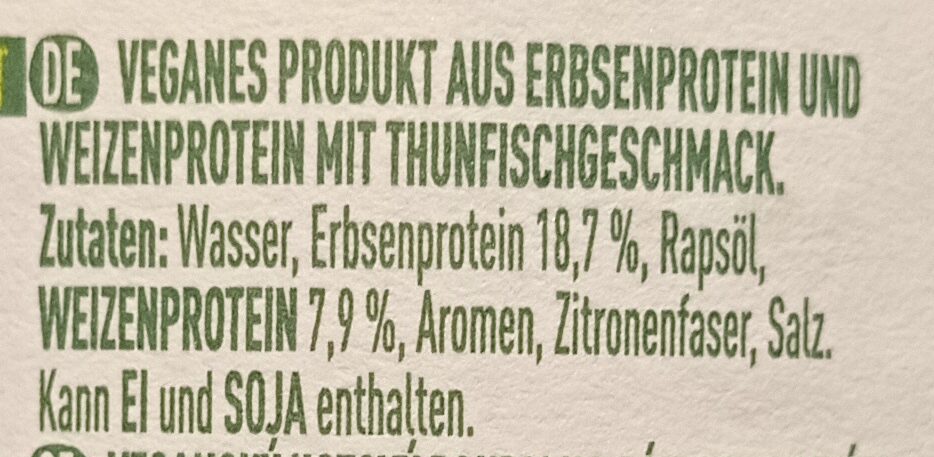 DE VEGANES PRODUKT AUS ERBSENPROTEIN UND
WEIZENPROTEIN MIT THUNFISCHGESCHMACK.
Zutaten: Wasser, Erbsenprotein 18,7 %, Rapsöl,
WEIZENPROTEIN 7,9 %, Aromen, Zitronenfaser, Salz.
Kann EI und SOJA enthalten.